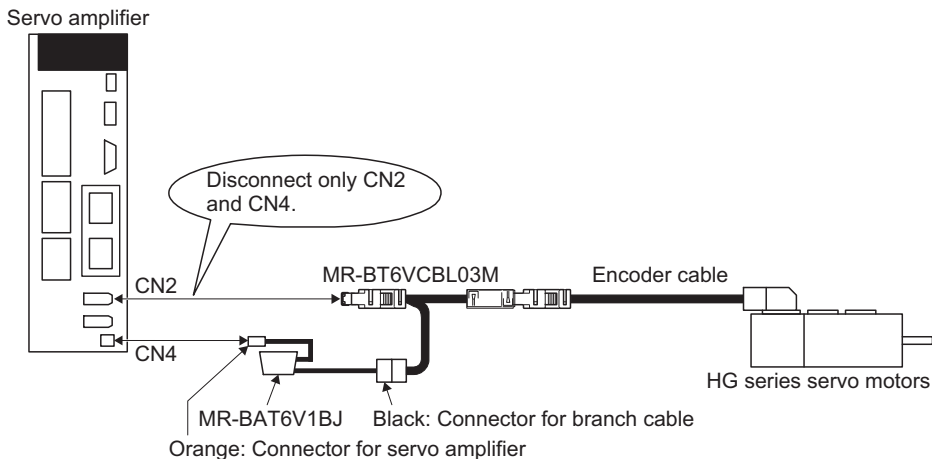 Servo amplifier
Disconnect only CN2
and CN4.
CN2
MR-BT6VCBL03M
Encoder cable
CN4
HG series servo motors
MR-BAT6V1BJ
Black: Connector for branch cable
Orange: Connector for servo amplifier